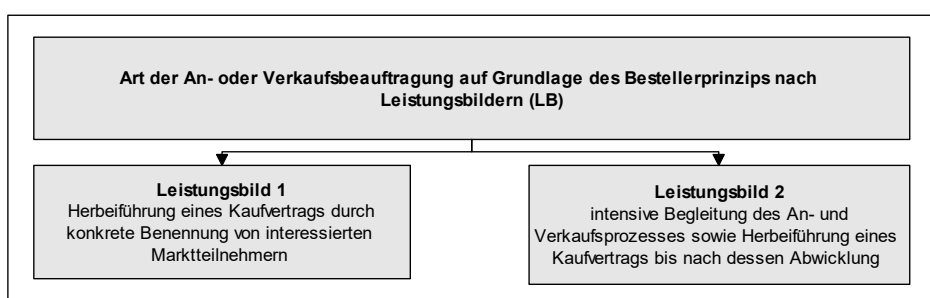 Art der An- oder Verkaufsbeauftragung auf Grundlage des Bestellerprinzips nach
Leistungsbildern (LB)
Leistungsbild 1
Herbeiführung eines Kaufvertrags durch
konkrete Benennung von interessierten
Marktteilnehmern
Leistungsbild 2
intensive Begleitung des An- und
Verkaufsprozesses sowie Herbeiführung eines
Kaufvertrags bis nach dessen Abwicklung